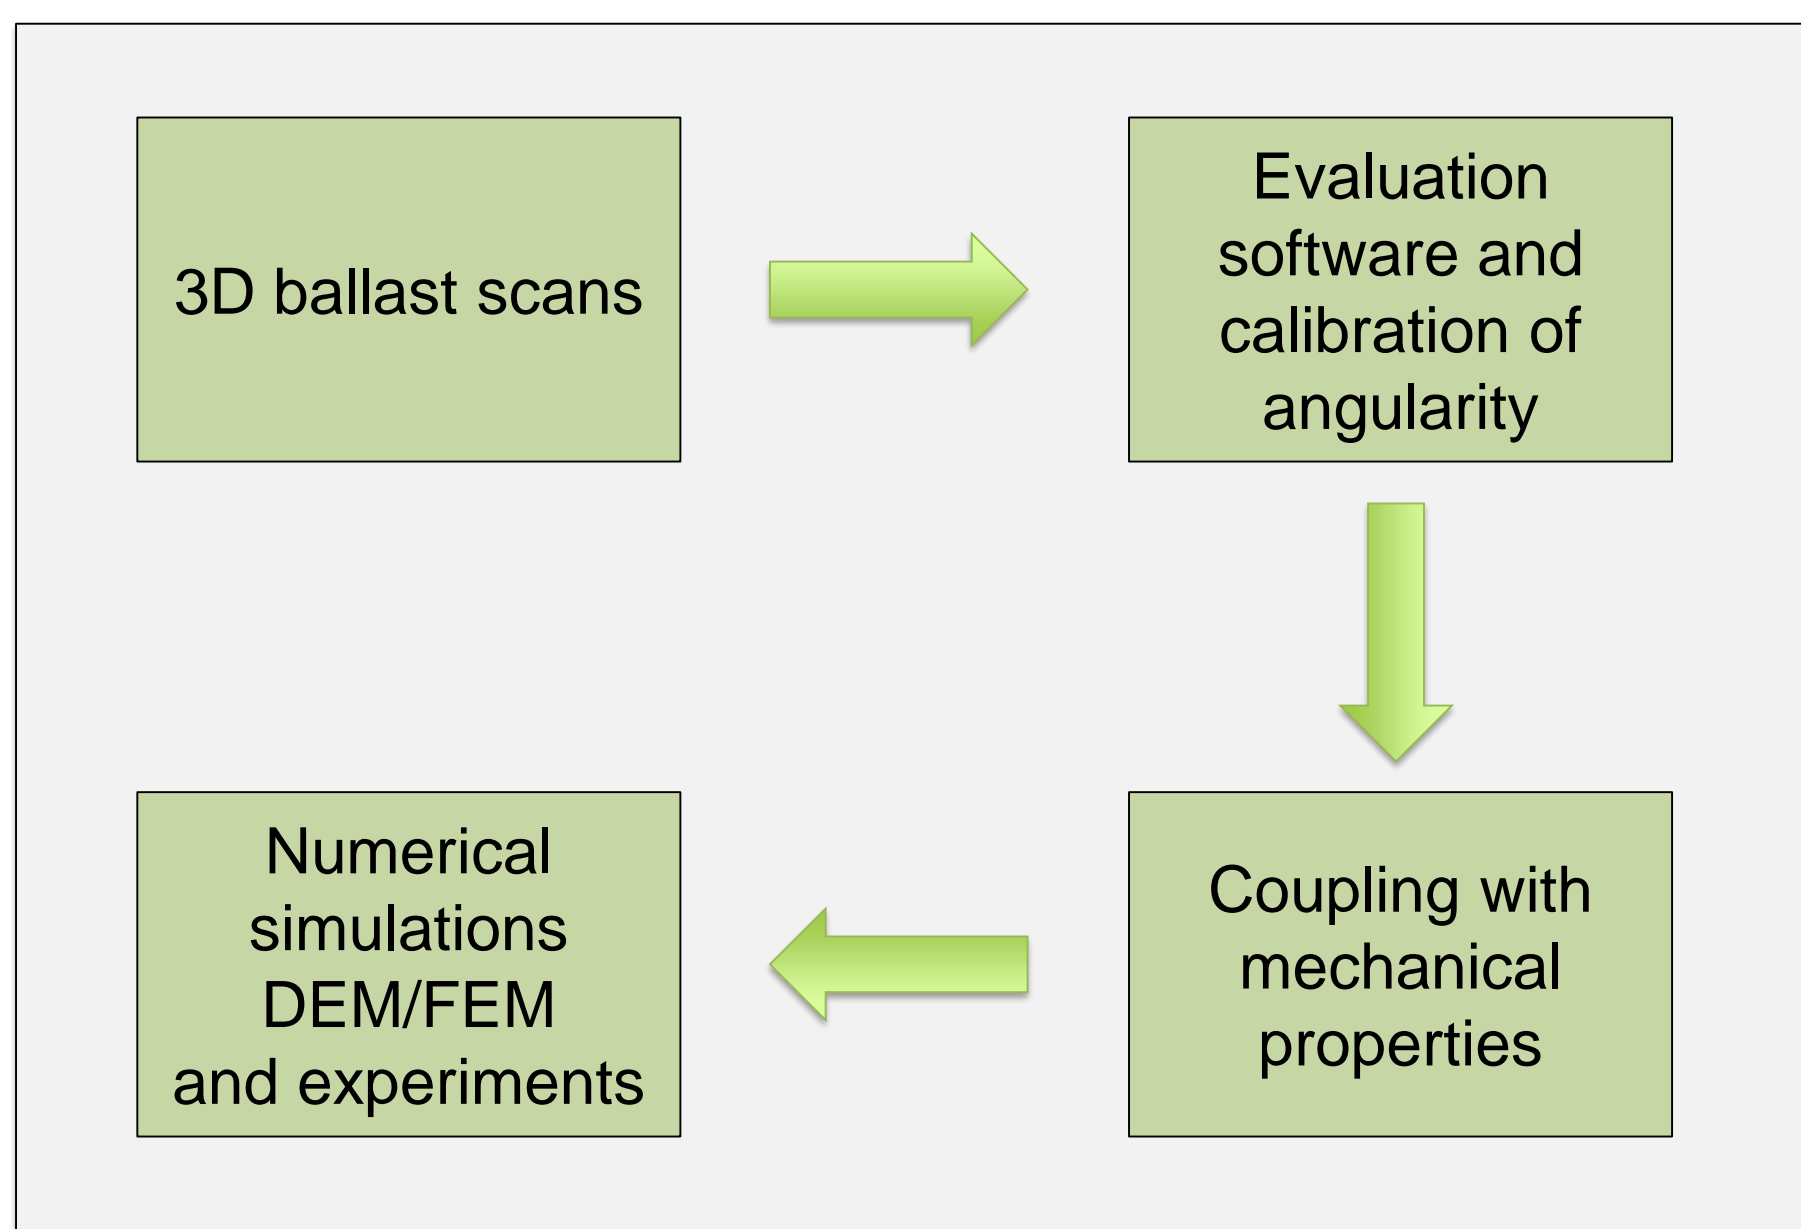 3D ballast scans
Evaluation
software and
calibration of
angularity
Coupling with
mechanical
properties
Numerical
simulations
DEM/FEM
and experiments